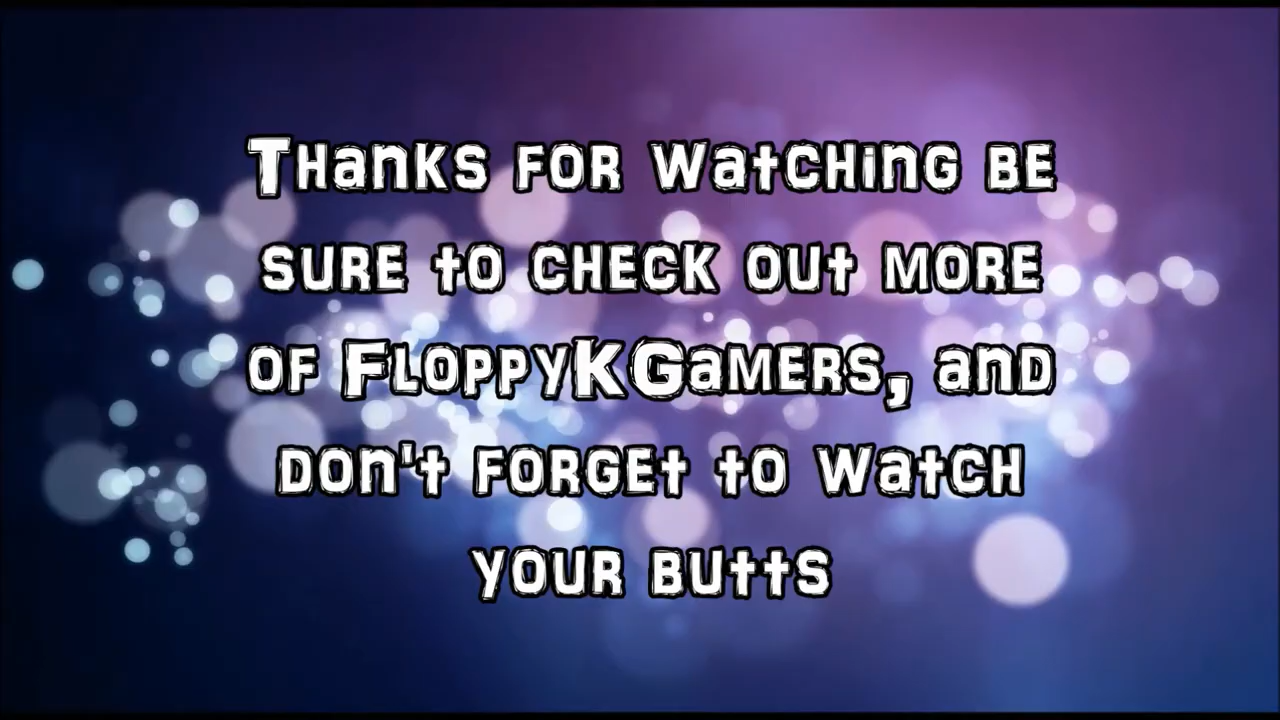 Thanks for watching be
sure to check out more
of FloppyKGamers, and
don't forget to watch
your butts